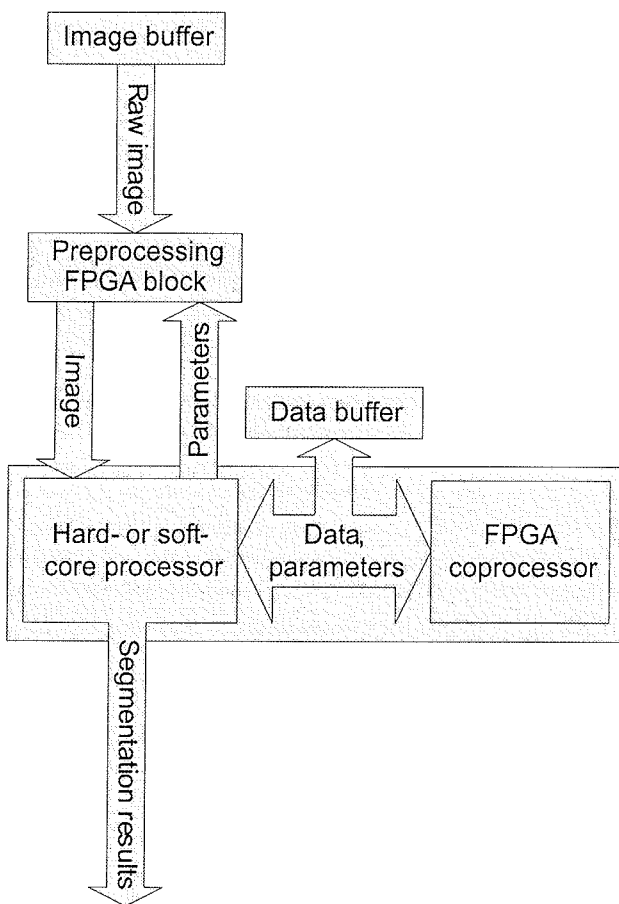 Image buffer
Raw image
Preprocessing
FPGA block
Image
Parameters
Data buffer
Hard- or soft-
core processor
Data,
parameters
FPGA
coprocessor
Segmentation results